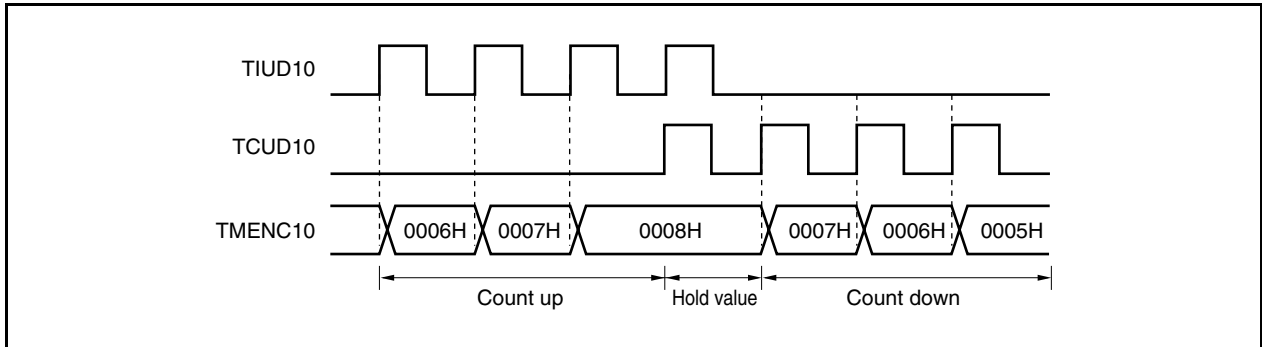 TIUD10
TCUD10
TMENC10 0006H 0007H 0008H 0007H 0006H 0005H
Count up Hold value Count down